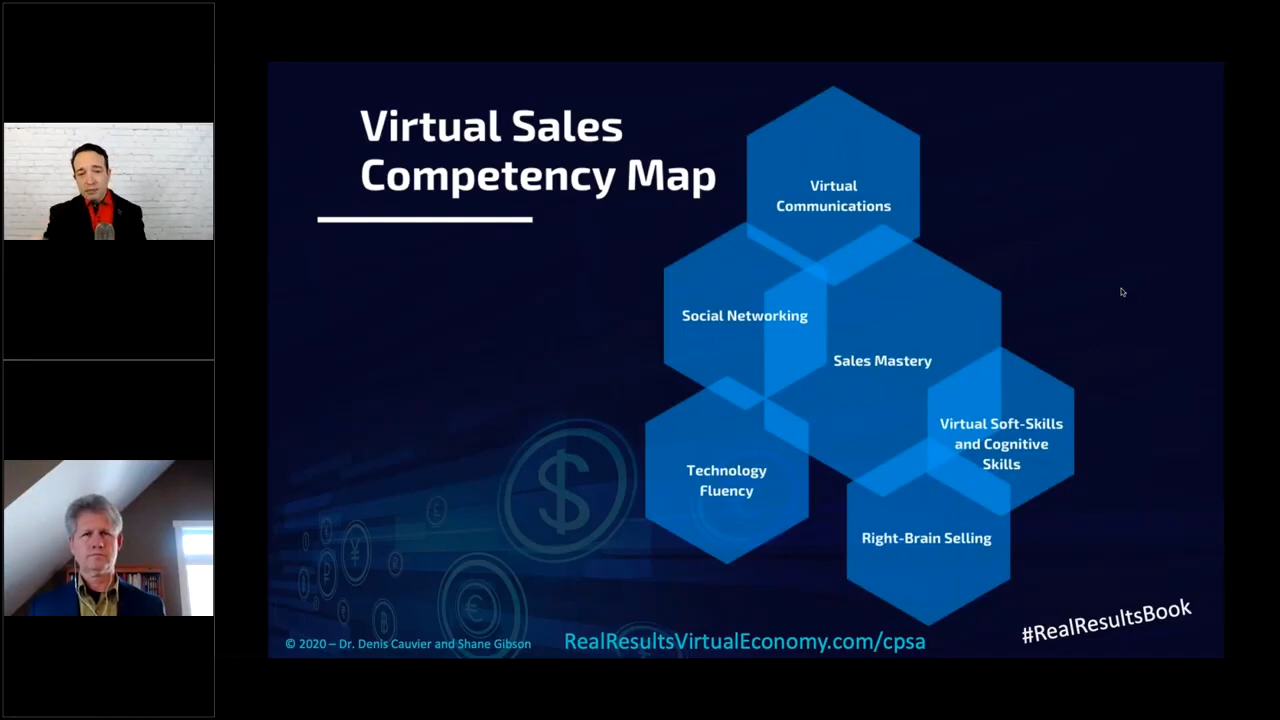 Virtual Sales
Competency Map
Virtual
Communications
Social Networking
Sales Mastery
Virtual Soft-Skills
and Cognitive
Skills
Technology
Fluency
Right-Brain Selling
#RealResultsBook
© 2020 – Dr. Denis Cauvier and Shane Gibson
RealResultsVirtualEconomy.com/cpsa